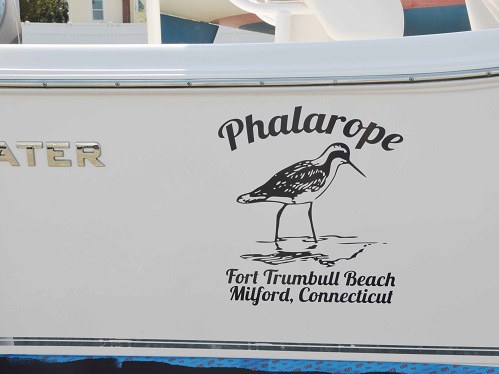 Phalarope
ATER
Fort Trumbull Beach
Milford, Connecticut